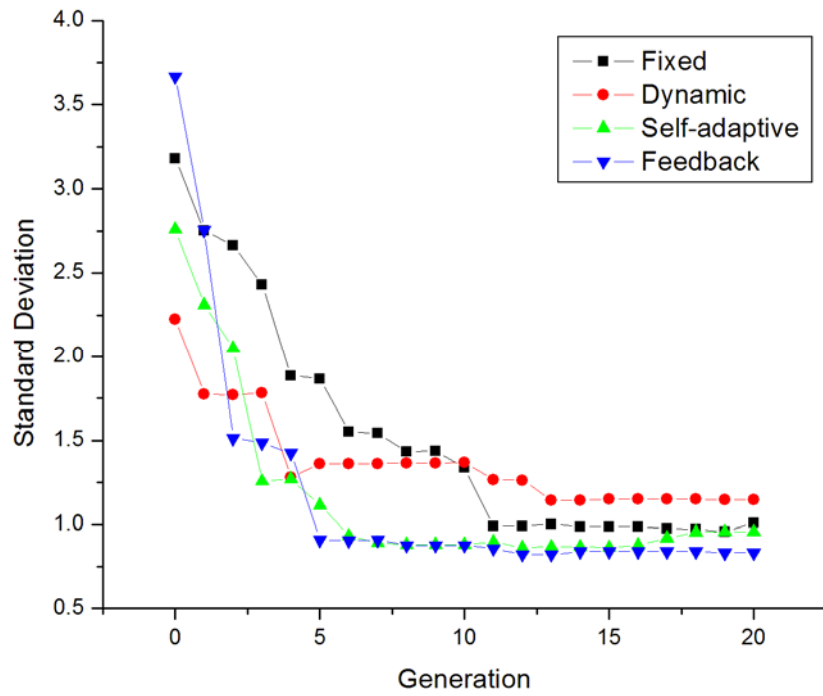 4.0
3.5
3.0
2.5
2.0
1.5
1.0
0.5
Standard Deviation
Fixed
Dynamic
Self-adaptive
Feedback
0 5 10 15 20
Generation